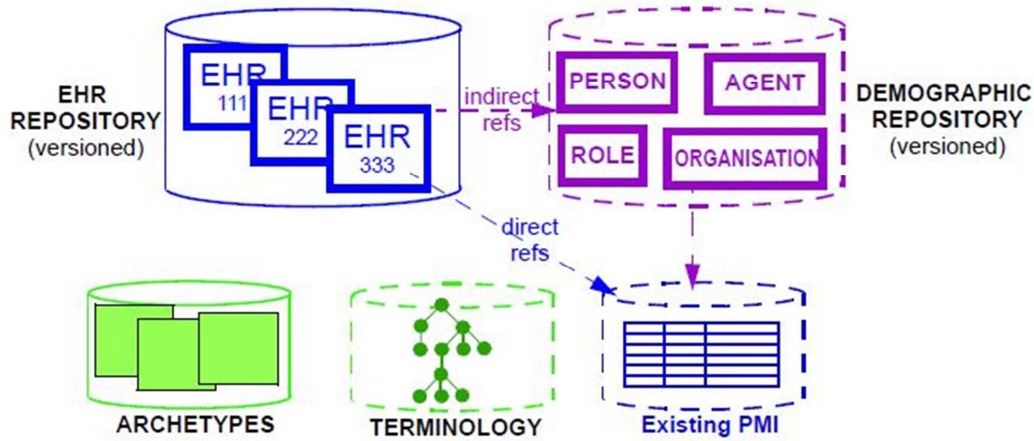 EHR
REPOSITORY
(versioned)
EHR
111
EHR
222
EHR
333
indirect
refs
PERSON
AGENT
ROLE
ORGANISATION
DEMOGRAPHIC
REPOSITORY
(versioned)
direct
refs
ARCHETYPES
TERMINOLOGY
Existing PMI